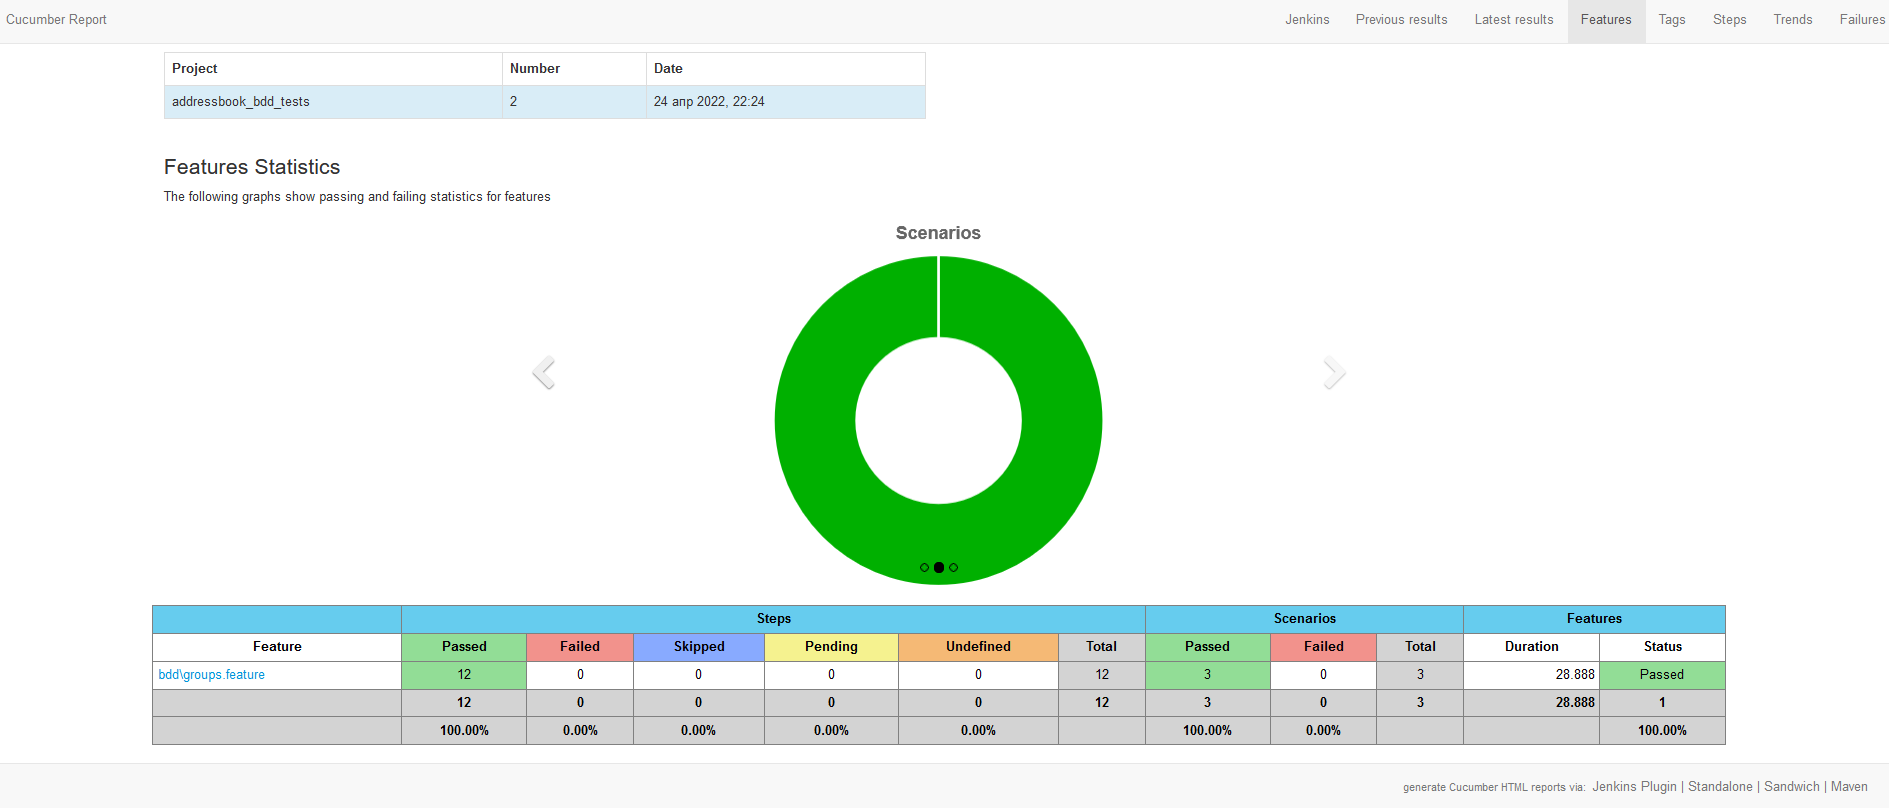 Cucumber Report Jenkins Previous results Latest results Features Tags Steps Trends Failures
Project Number Date
addressbook_bdd_tests 2 24 апр 2022, 22:24
Features Statistics
The following graphs show passing and failing statistics for features
Scenarios
Steps Scenarios Features
Feature Passed Failed Skipped Pending Undefined Total Passed Failed Total Duration Status
bdd\groups.feature 12 0 0 0 0 12 3 0 3 28.888 Passed
12 0 0 0 0 12 3 0 3 28.888 1
100.00% 0.00% 0.00% 0.00% 0.00% 100.00% 0.00% 100.00%
generate Cucumber HTML reports via: Jenkins Plugin | Standalone | Sandwich | Maven